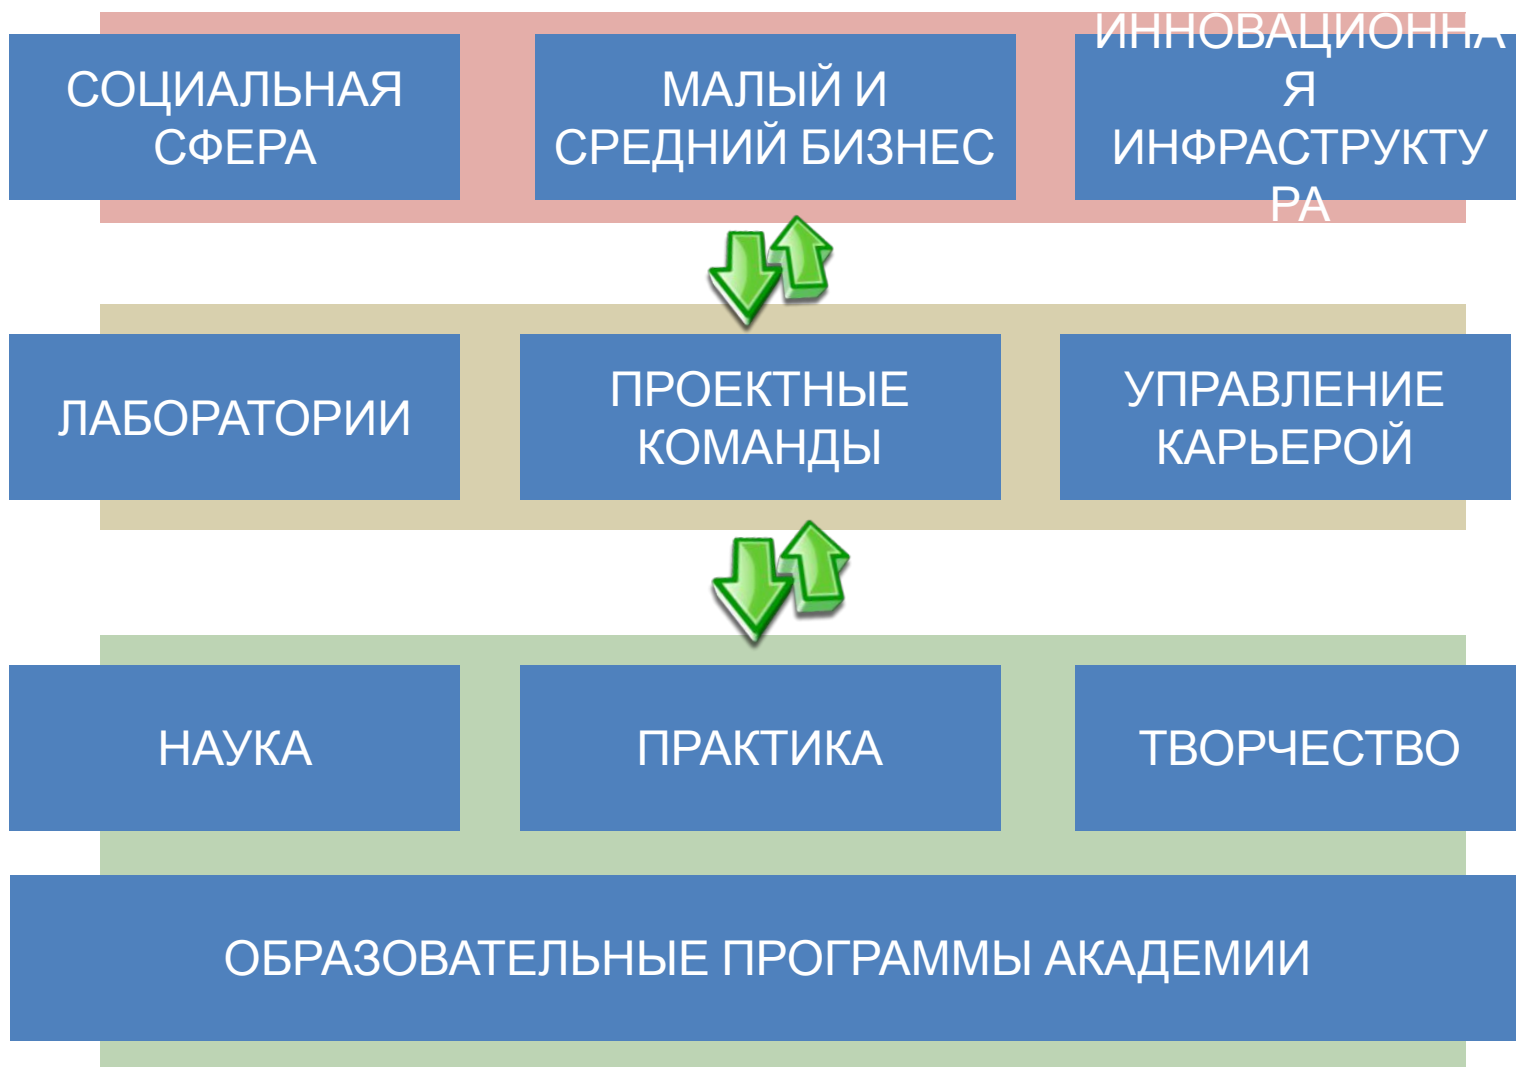 СОЦИАЛЬНАЯ
СФЕРА
МАЛЫЙ И
СРЕДНИЙ БИЗНЕС
ИННОВАЦИОННА
Я
ИНФРАСТРУКТУ
РА
ЛАБОРАТОРИИ
ПРОЕКТНЫЕ
КОМАНДЫ
УПРАВЛЕНИЕ
КАРЬЕРОЙ
НАУКА
ПРАКТИКА
ТВОРЧЕСТВО
ОБРАЗОВАТЕЛЬНЫЕ ПРОГРАММЫ АКАДЕМИИ